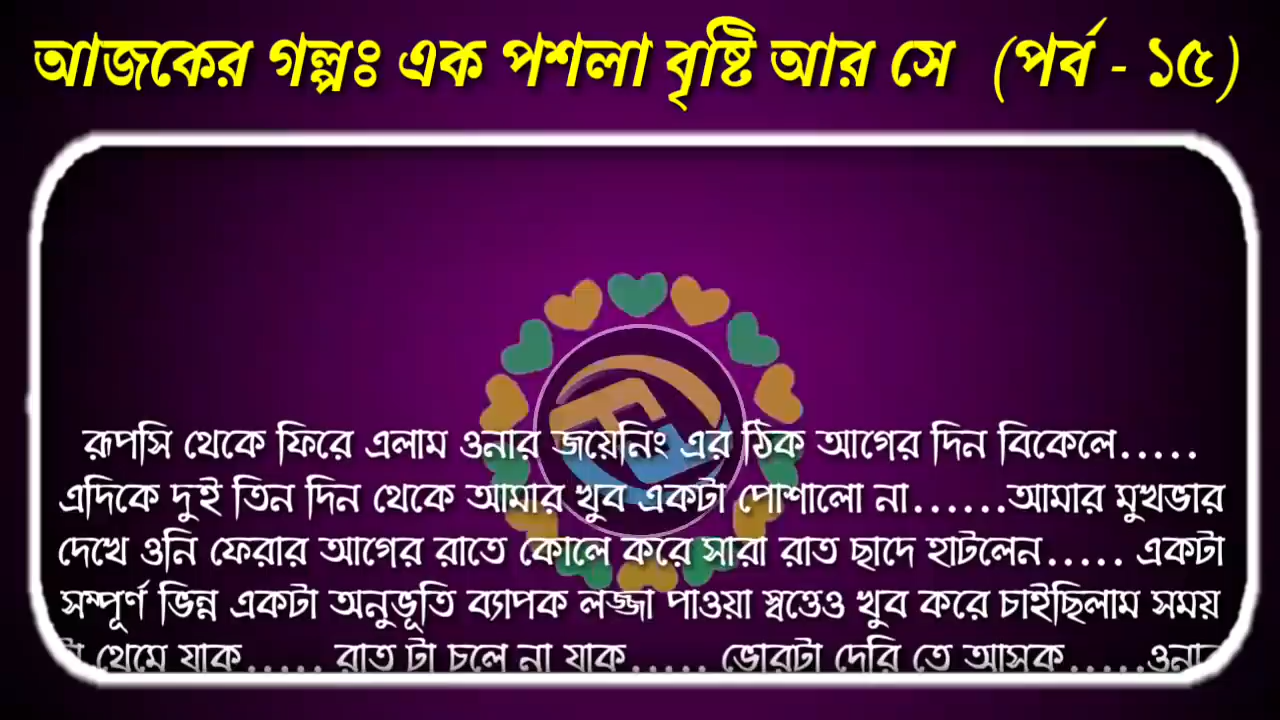 আজকের গল্পঃ এক পশলা বৃষ্টি আর সে (পর্ব - ১৫)
রূপসি থেকে ফিরে এলাম ওনার জয়েনিং এর ঠিক আগের দিন বিকেলে.....
এদিকে দুই তিন দিন থেকে আমার খুব একটা পোশালো না......আমার মুখভার
দেখে ওনি ফেরার আগের রাতে কোলে করে সারা রাত ছাদে হাটলেন..... একটা
সম্পূর্ণ ভিন্ন একটা অনুভূতি ব্যাপক লজ্জা পাওয়া স্বত্তেও খুব করে চাইছিলাম সময়
টা থেমে যাক..... রাত টা চলে না যাক..... ভোরটা দেরি তে আসুক.....ওনার